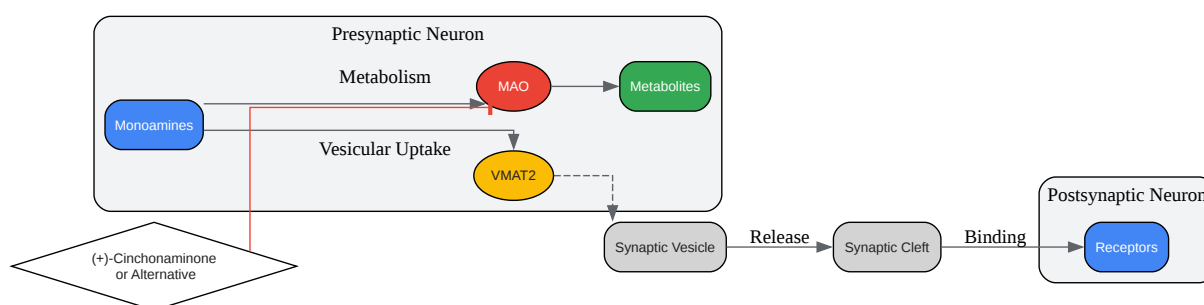 Presynaptic Neuron
Metabolism
MAO
Metabolites
Monoamines
Vesicular Uptake
VMAT2
Postsynaptic Neuron
(+)-Cinchonaminone
or Alternative
Synaptic Vesicle
Release
Synaptic Cleft
Binding
Receptors